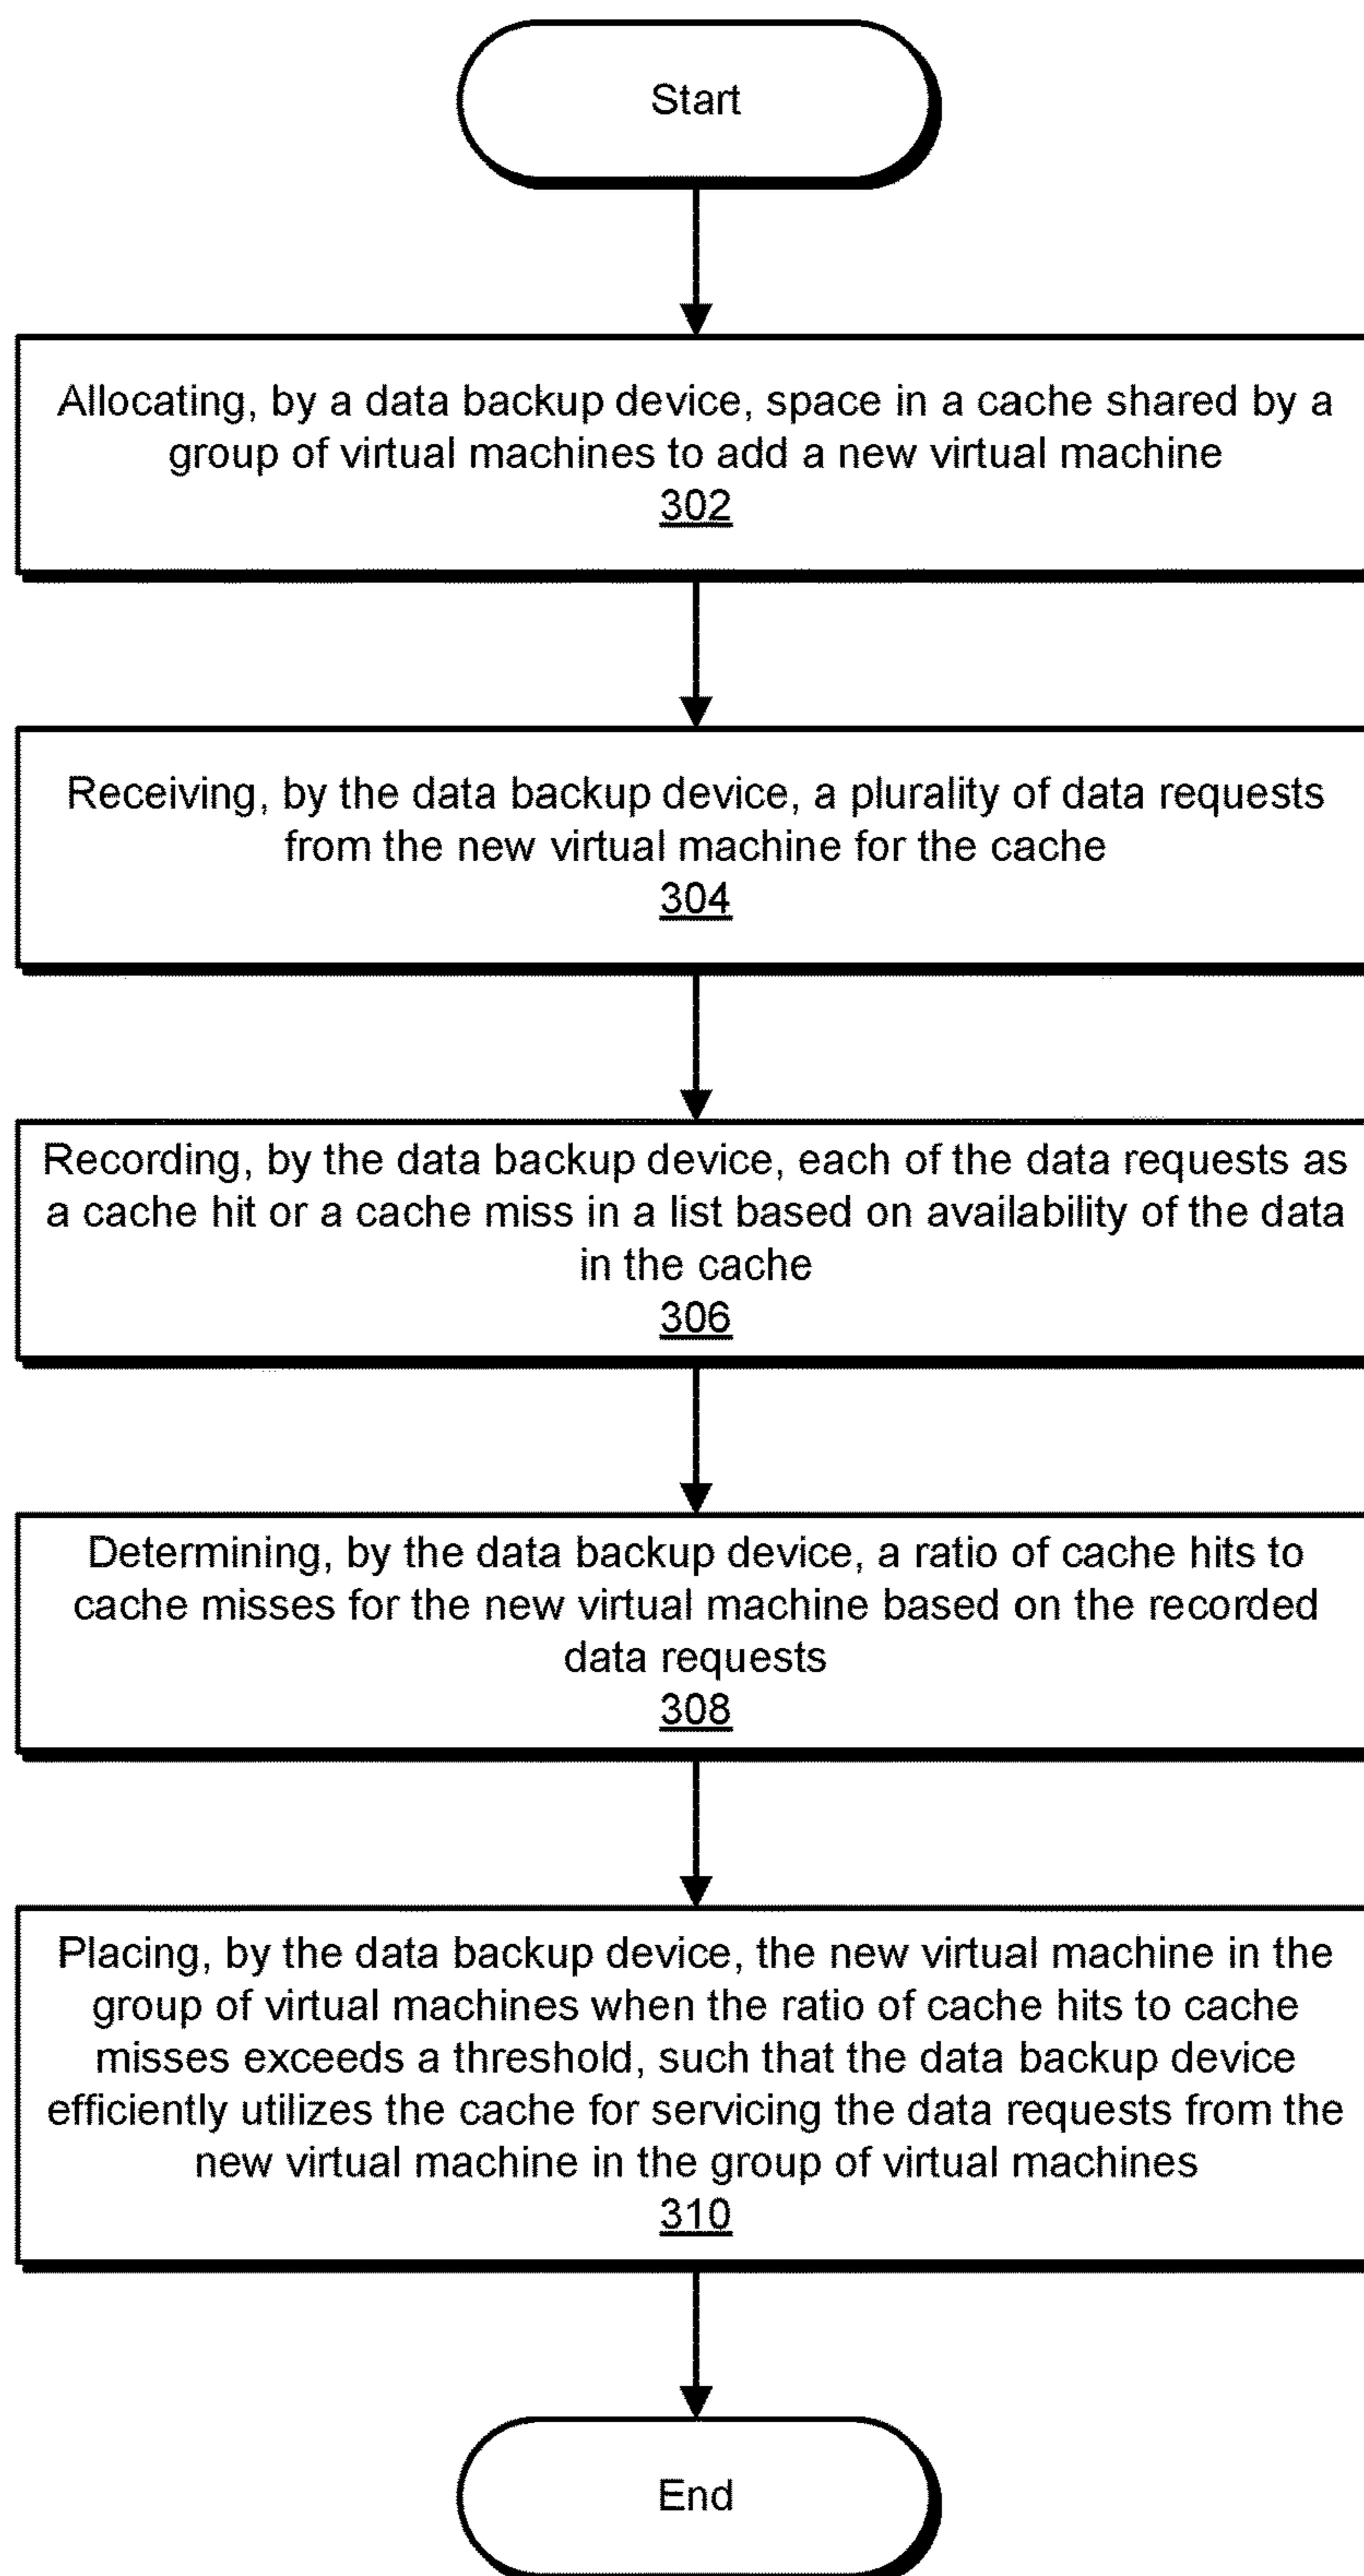 Start
Allocating, by a data backup device, space in a cache shared by a
group of virtual machines to add a new virtual machine
302
Receiving, by the data backup device, a plurality of data requests
from the new virtual machine for the cache
304
Recording, by the data backup device, each of the data requests as
a cache hit or a cache miss in a list based on availability of the data
in the cache
306
Determining, by the data backup device, a ratio of cache hits to
cache misses for the new virtual machine based on the recorded
data requests
308
Placing, by the data backup device, the new virtual machine in the
group of virtual machines when the ratio of cache hits to cache
misses exceeds a threshold, such that the data backup device
efficiently utilizes the cache for servicing the data requests from the
new virtual machine in the group of virtual machines
310
End